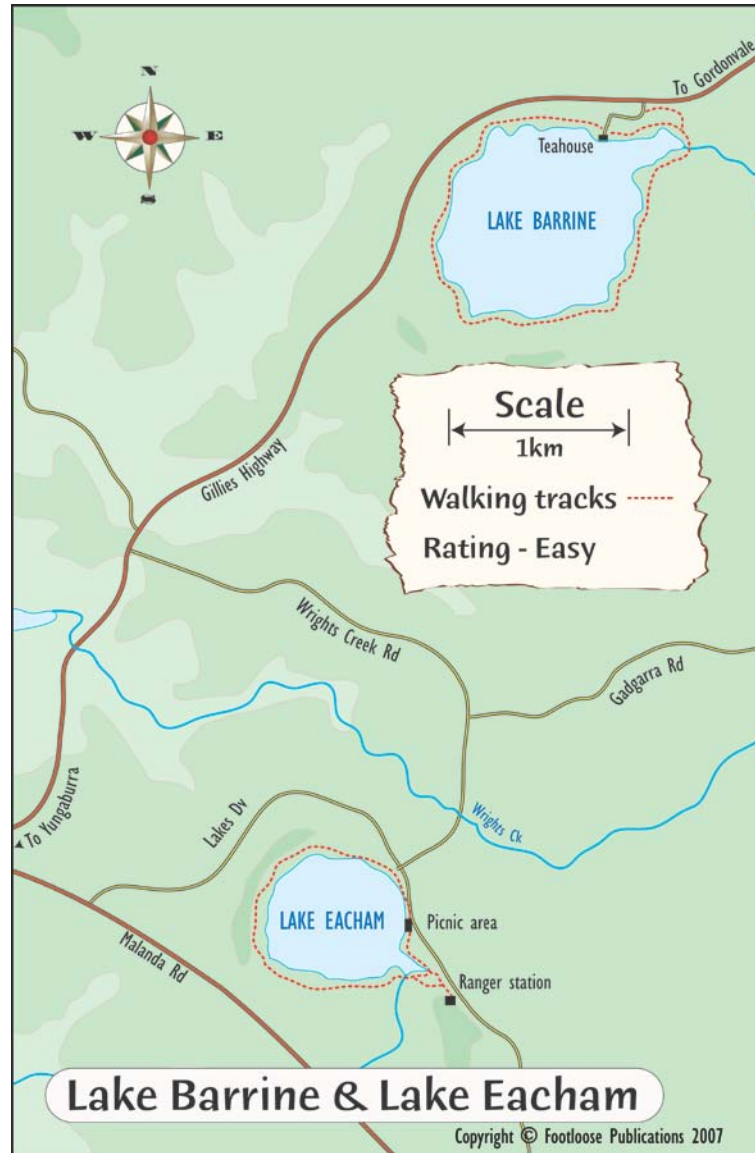 N
W E
S
To Gordonvale
Teahouse
LAKE BARRINE
Scale
1km
Walking tracks
Rating - Easy
Gillies Highway
Wrights Creek Rd
Gadgarra Rd
To Yungaburra
Lakes Dv
Wrights Ck
LAKE EACHAM
Picnic area
Malanda Rd
Ranger station
Lake Barrine & Lake Eacham
Copyright © Footloose Publications 2007